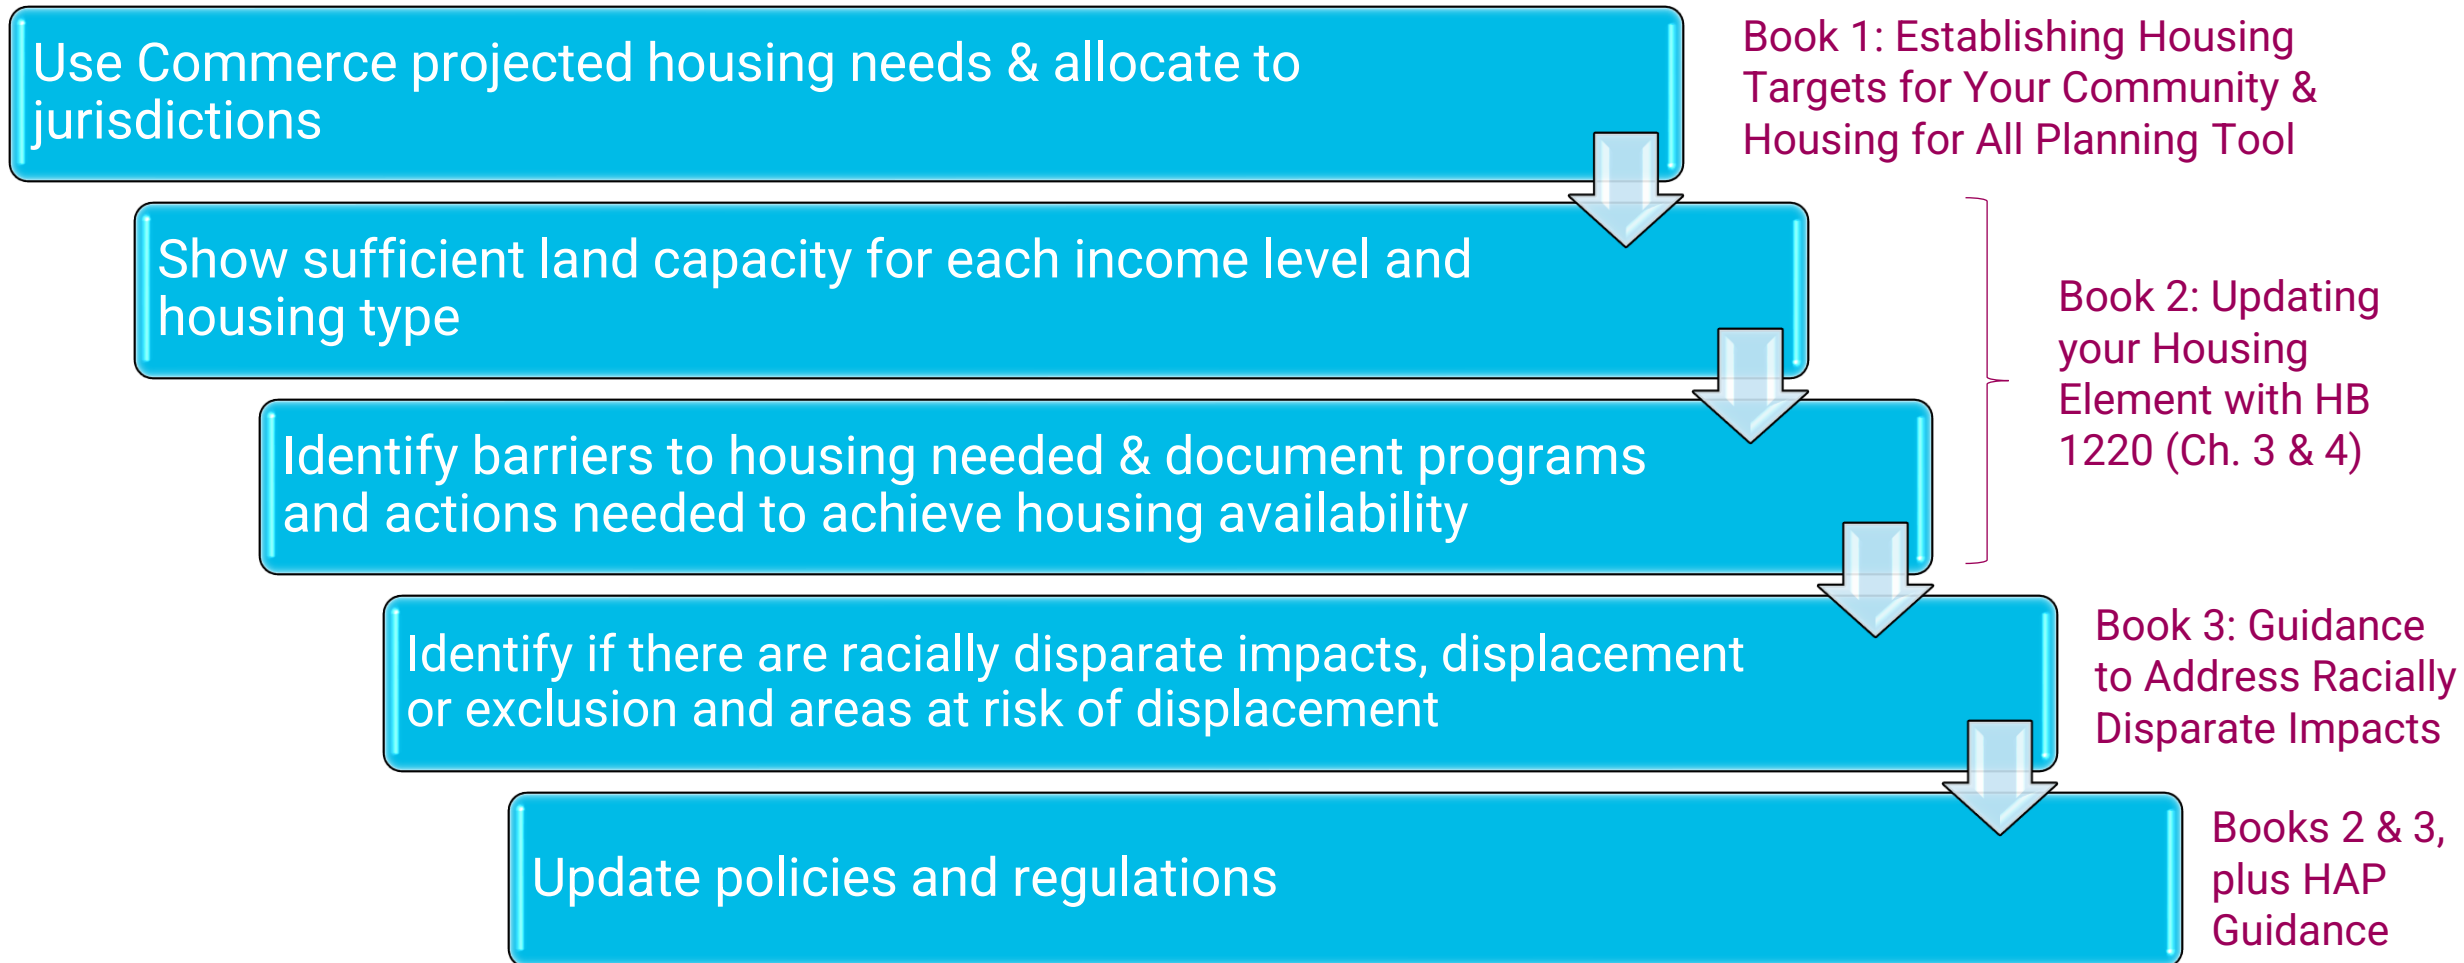 Use Commerce projected housing needs & allocate to
jurisdictions
Book 1: Establishing Housing
Targets for Your Community &
Housing for All Planning Tool
Show sufficient land capacity for each income level and
housing type
Identify barriers to housing needed & document programs
and actions needed to achieve housing availability
Book 2: Updating
your Housing
Element with HB
1220 (Ch. 3 & 4)
Identify if there are racially disparate impacts, displacement
or exclusion and areas at risk of displacement
Book 3: Guidance
to Address Racially
Disparate Impacts
Update policies and regulations
Books 2 & 3,
plus HAP
Guidance